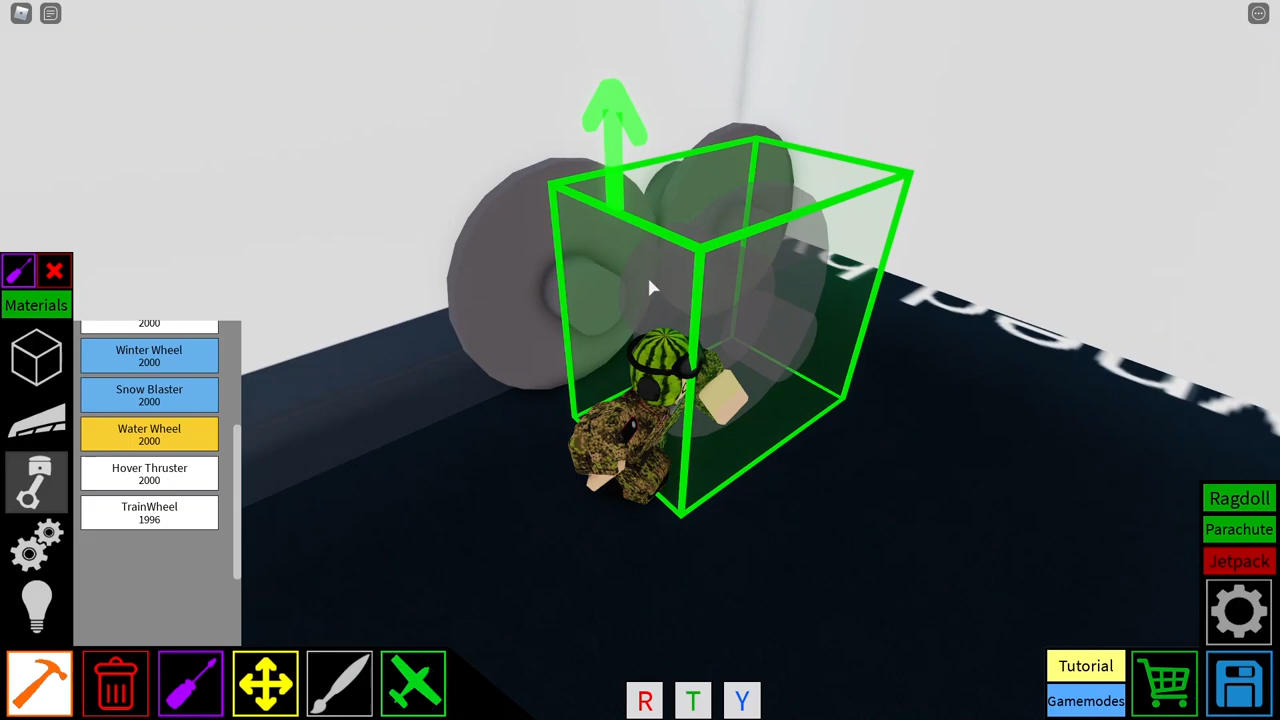 Materials
2000
Winter Wheel
2000
Snow Blaster
2000
Water Wheel
2000
Hover Thruster
2000
TrainWheel
1996
Ragdoll
Parachute
Jetpack
Tutorial
Gamemodes
R T Y